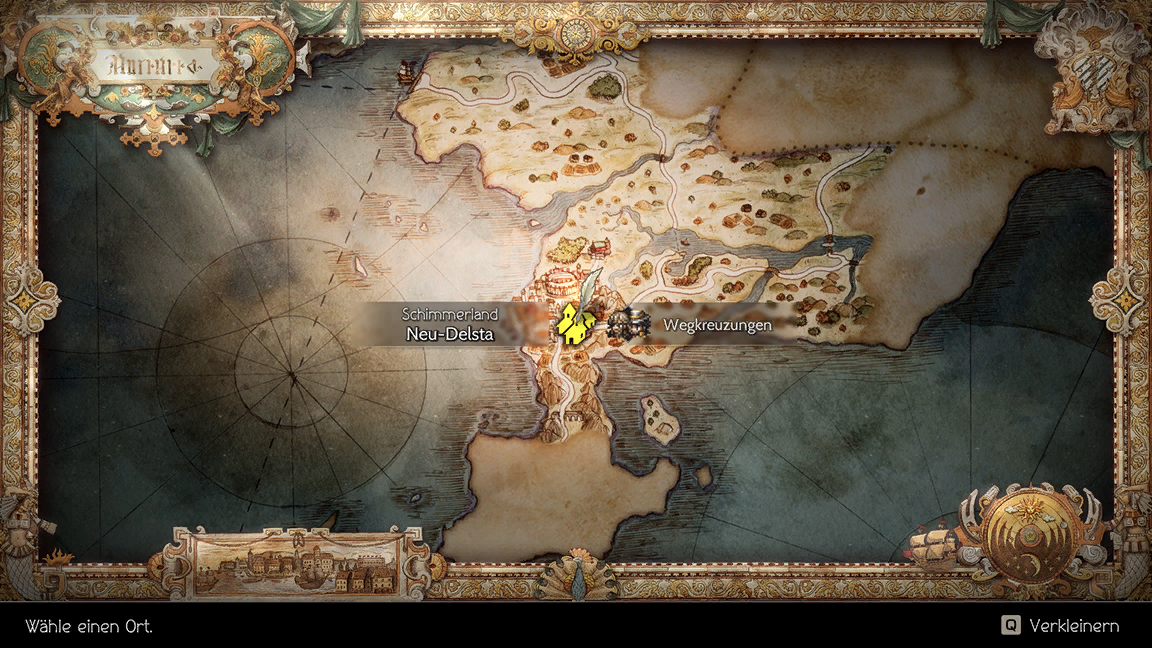 Schimmerland
Neu-Delsta
Wegkreuzungen
Wähle einen Ort.
Q Verkleinern